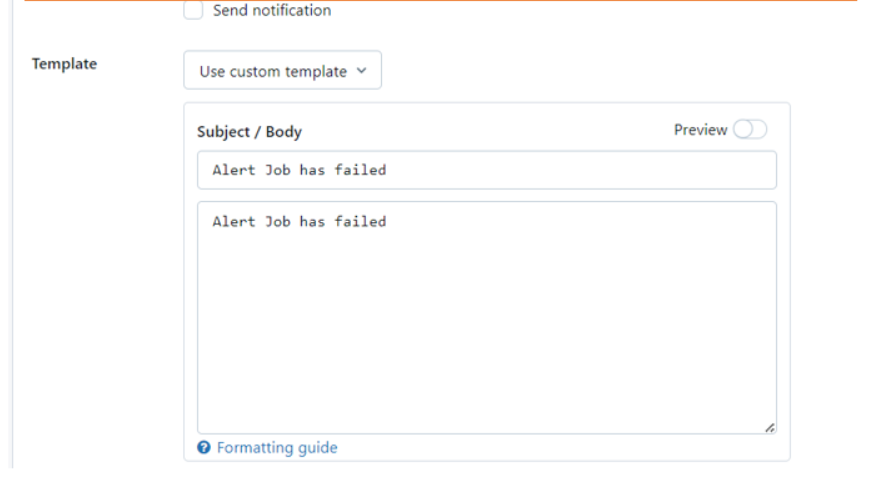 Send notification
Template
Use custom template
Subject / Body
Preview
Alert Job has failed
Alert Job has failed
Formatting guide